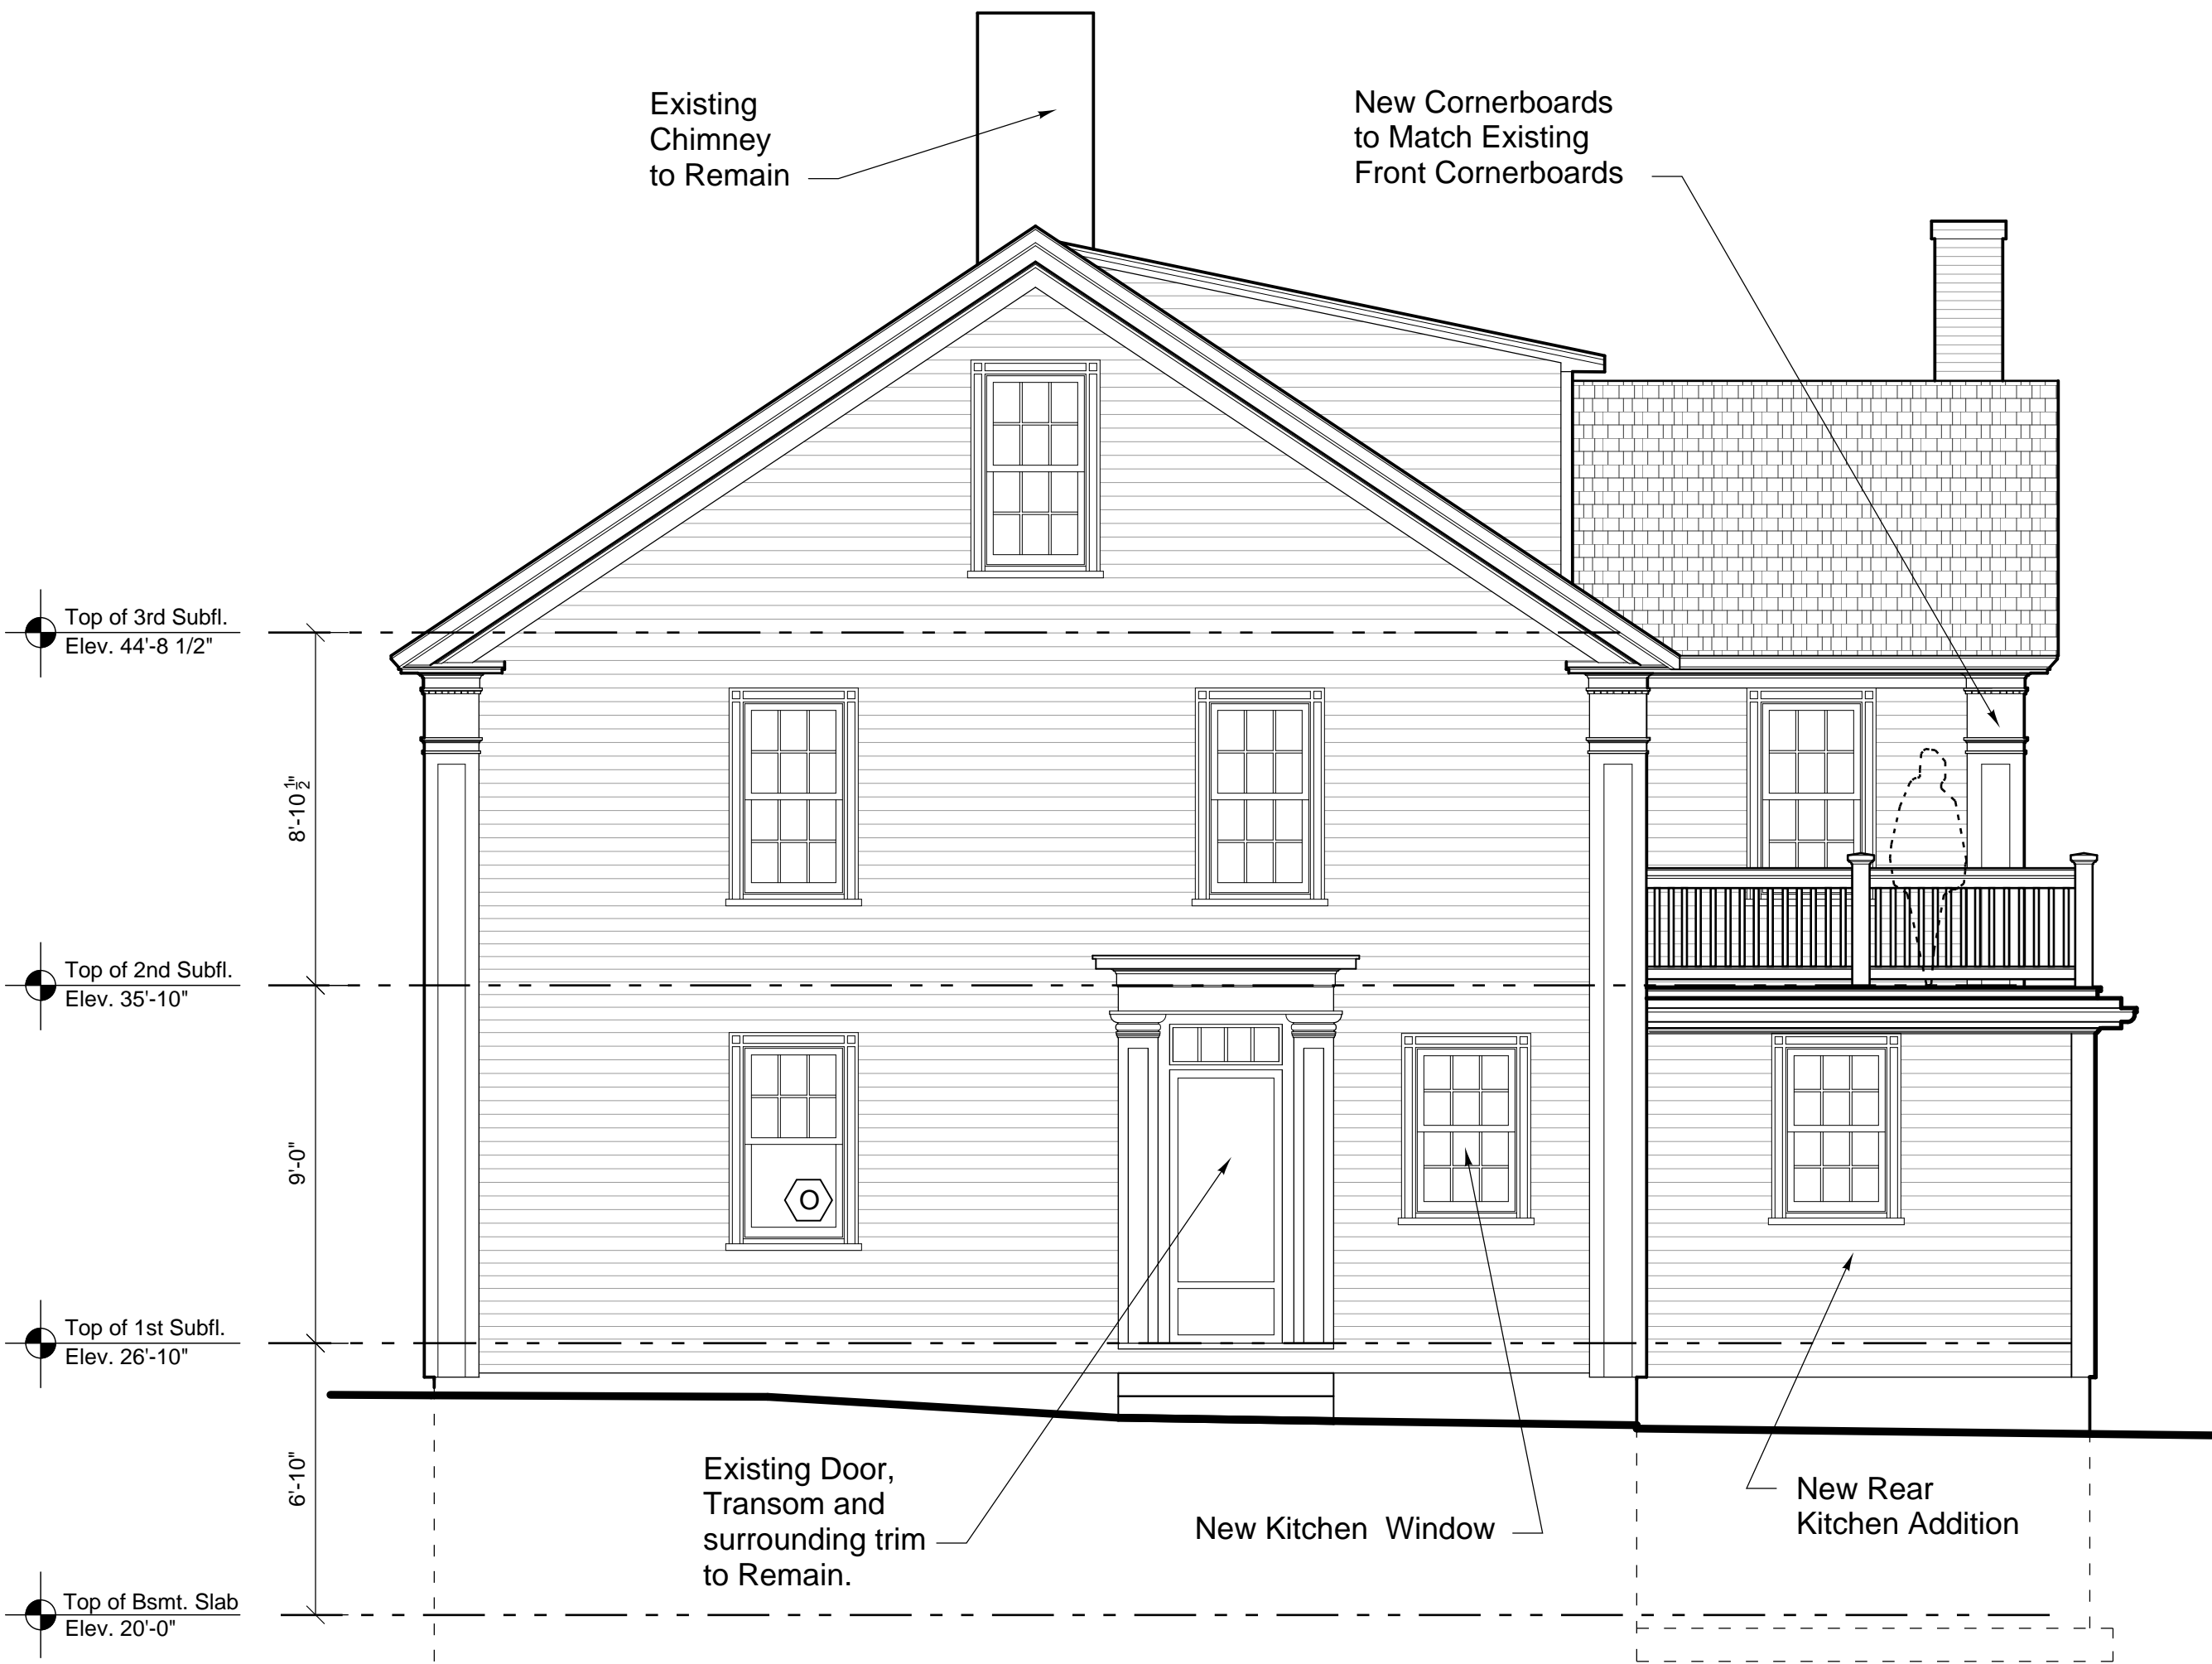 Existing
Chimney
to Remain
New Cornerboards
to Match Existing
Front Cornerboards
Top of 3rd Subfl.
Elev. 44'-8 1/2"
8'-10 1/2"
Top of 2nd Subfl.
Elev. 35'-10"
9'-0"
O
Top of 1st Subfl.
Elev. 26'-10"
6'-10"
Existing Door,
Transom and
surrounding trim
to Remain.
New Kitchen  Window
New Rear
Kitchen Addition
Top of Bsmt. Slab
Elev. 20'-0"